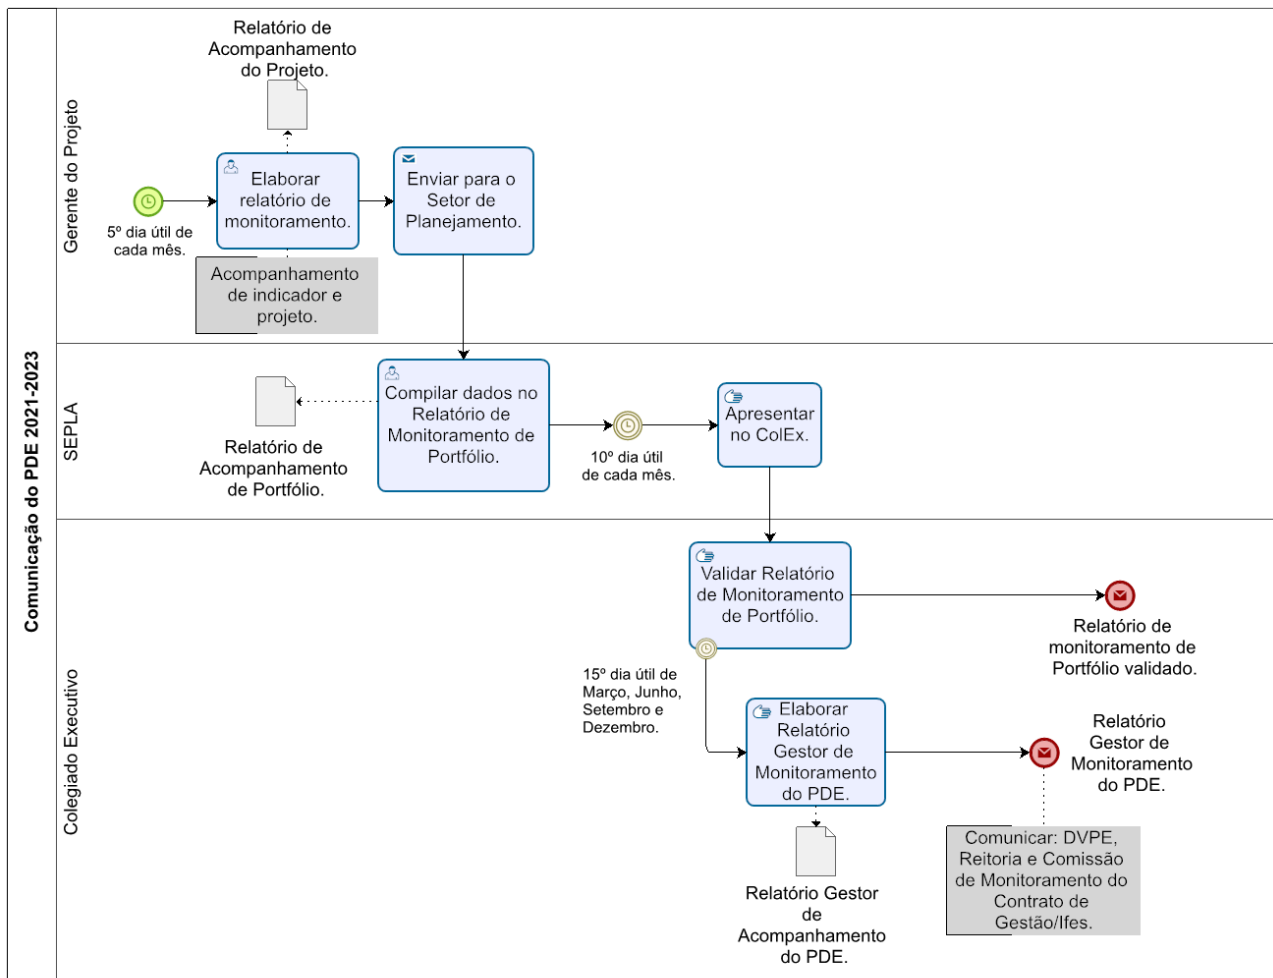 Comunicação do PDE 2021-2023
Gerente do Projeto
Relatório de
Acompanhamento
do Projeto.
5º dia útil de
cada mês.
Elaborar
relatório de
monitoramento.
Acompanhamento
de indicador e
projeto.
Enviar para o
Setor de
Planejamento.
SEPLA
Relatório de
Acompanhamento
de Portfólio.
Compilar dados no
Relatório de
Monitoramento de
Portfólio.
10º dia útil
de cada mês.
Apresentar
no ColEx.
Colegiado Executivo
Validar Relatório
de Monitoramento
de Portfólio.
Relatório de
monitoramento de
Portfólio validado.
15º dia útil de
Março, Junho,
Setembro e
Dezembro.
Elaborar
Relatório
Gestor de
Monitoramento
do PDE.
Relatório
Gestor de
Monitoramento
do PDE.
Relatório Gestor
de
Acompanhamento
do PDE.
Comunicar: DVPE,
Reitoria e Comissão
de Monitoramento do
Contrato de
Gestão/Ifes.